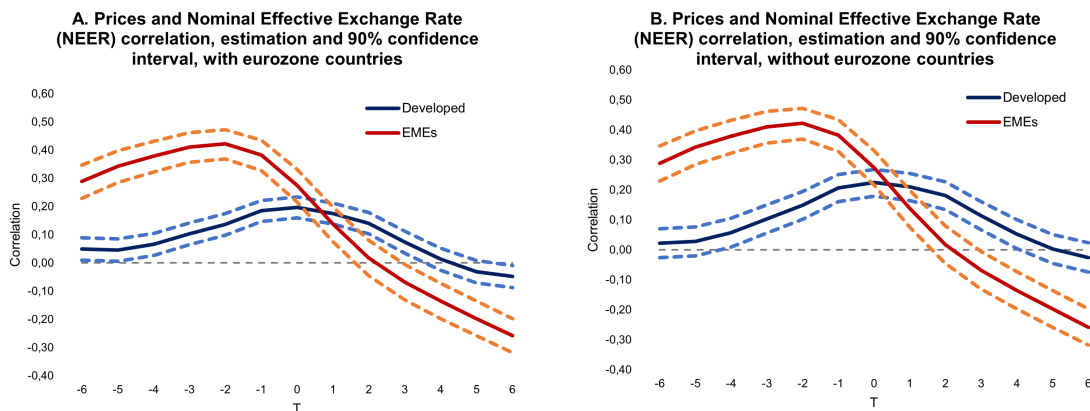 A. Prices and Nominal Effective Exchange Rate
(NEER) correlation, estimation and 90% confidence
interval, with eurozone countries
0,60
0,50
0,40
0,30
0,20
0,10
0,00
-0,10
-0,20
-0,30
-0,40
Correlation
Developed
EMEs
-6 -5 -4 -3 -2 -1 0 1 2 3 4 5 6
T
B. Prices and Nominal Effective Exchange Rate
(NEER) correlation, estimation and 90% confidence
interval, without eurozone countries
0,60
0,50
0,40
0,30
0,20
0,10
0,00
-0,10
-0,20
-0,30
-0,40
Correlation
Developed
EMEs
-6 -5 -4 -3 -2 -1 0 1 2 3 4 5 6
T